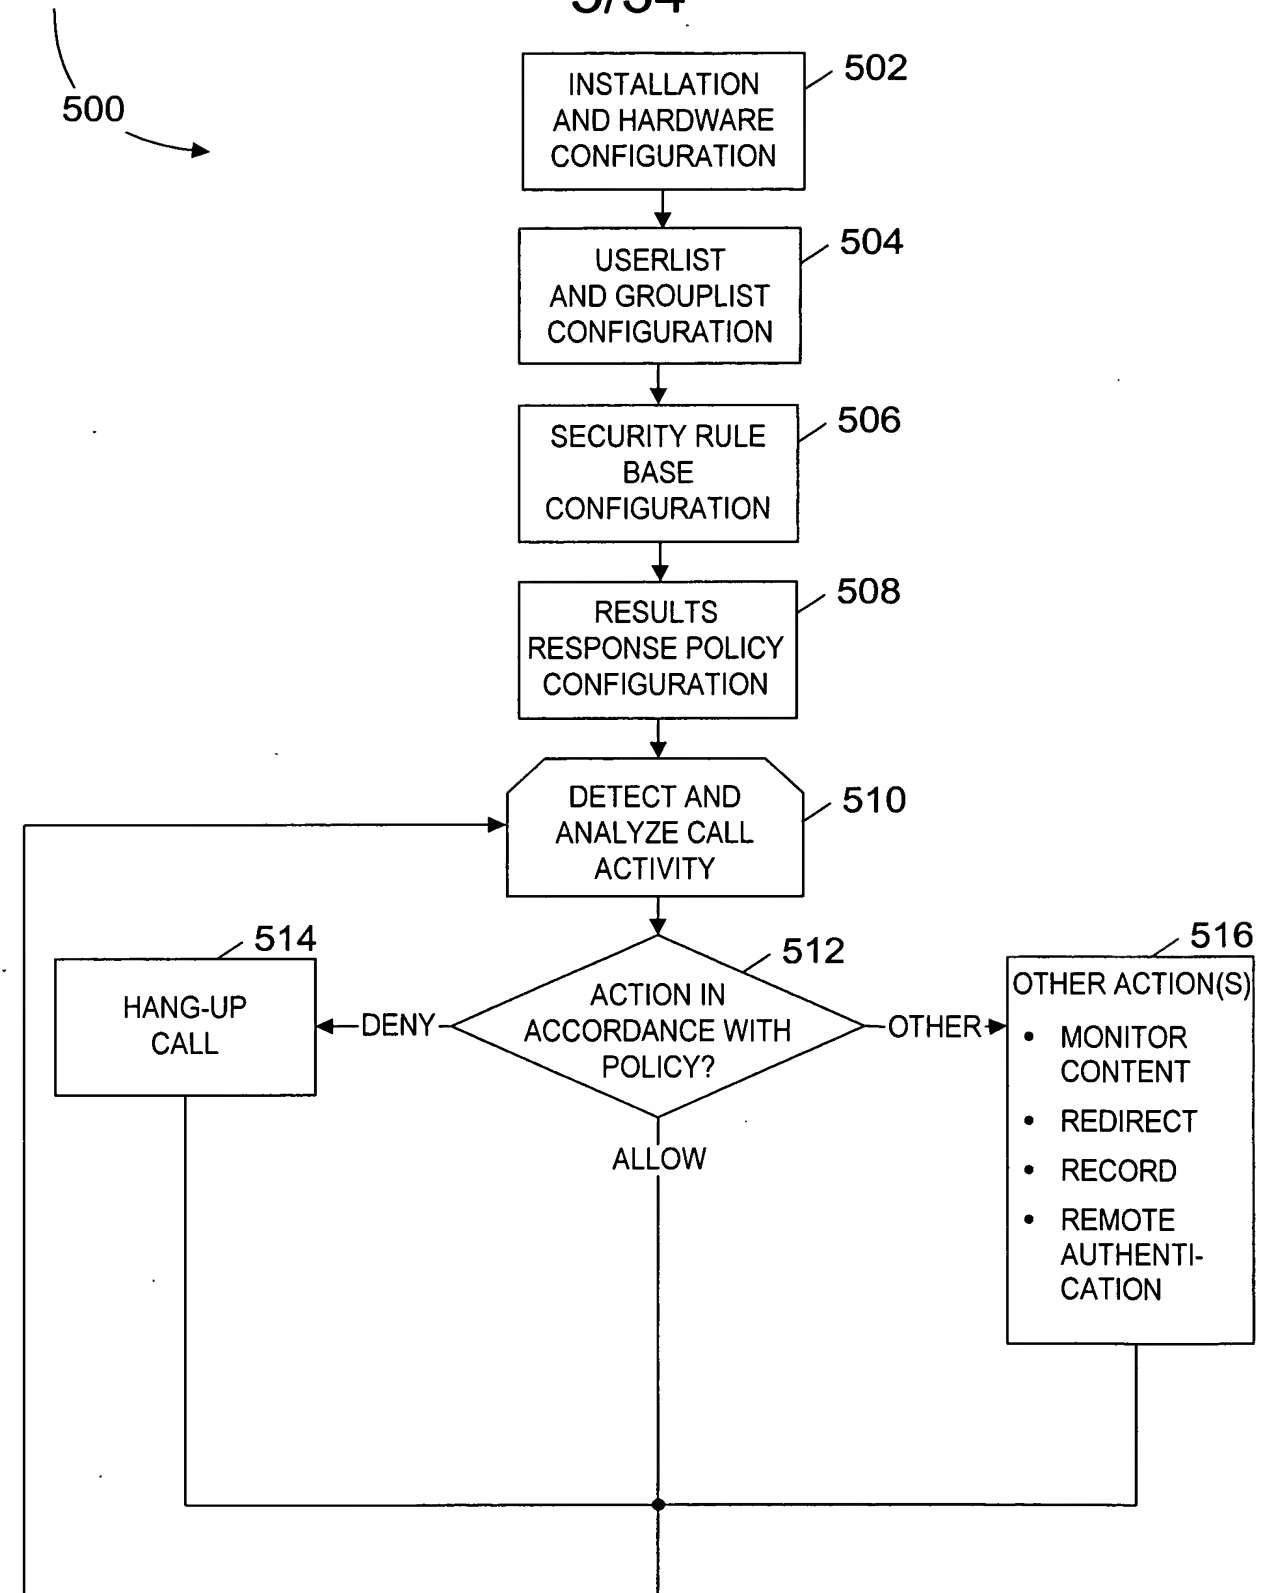 500
502
INSTALLATION
AND HARDWARE
CONFIGURATION
504
USERLIST
AND GROUPLIST
CONFIGURATION
506
SECURITY RULE
BASE
CONFIGURATION
508
RESULTS
RESPONSE POLICY
CONFIGURATION
510
DETECT AND
ANALYZE CALL
ACTIVITY
514
HANG-UP
CALL
DENY
512
ACTION IN
ACCORDANCE WITH
POLICY?
OTHER
ALLOW
516
OTHER ACTION(S)
• MONITOR
CONTENT
• REDIRECT
• RECORD
• REMOTE
AUTHENTI-
CATION